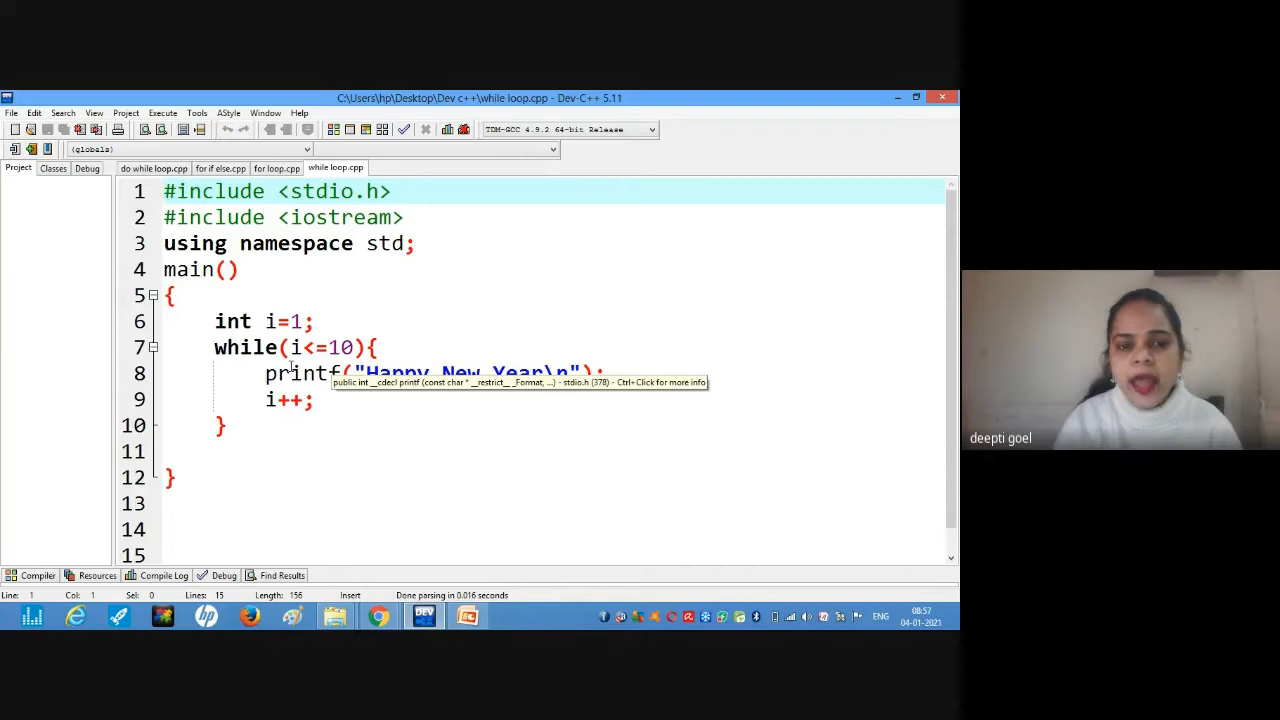 C:\Users\hp\Desktop\Dev c++\while loop.cpp - Dev-C++ 5.11
File Edit Search View Project Execute Tools AStyle Window Help
TDM-GCC 4.9.2 64-bit Release
(globals)
Project Classes Debug do while loop.cpp for if else.cpp for loop.cpp while loop.cpp
1 #include <stdio.h>
2 #include <iostream>
3 using namespace std;
4 main()
5 {
6 int i=1;
7 while(i<=10){
8 printf("Happy New Year\n");
public int __cdecl printf (const char * __restrict__ _Format, ...) - stdio.h (378) - Ctrl+Click for more info
9 i++;
10 }
11
12 }
13
14
15
Compiler Resources Compile Log Debug Find Results
Line: 1 Col: 1 Sel: 0 Lines: 15 Length: 156 Insert Done parsing in 0.016 seconds
DEV ENG 08:57
04-01-2021
deepti goel